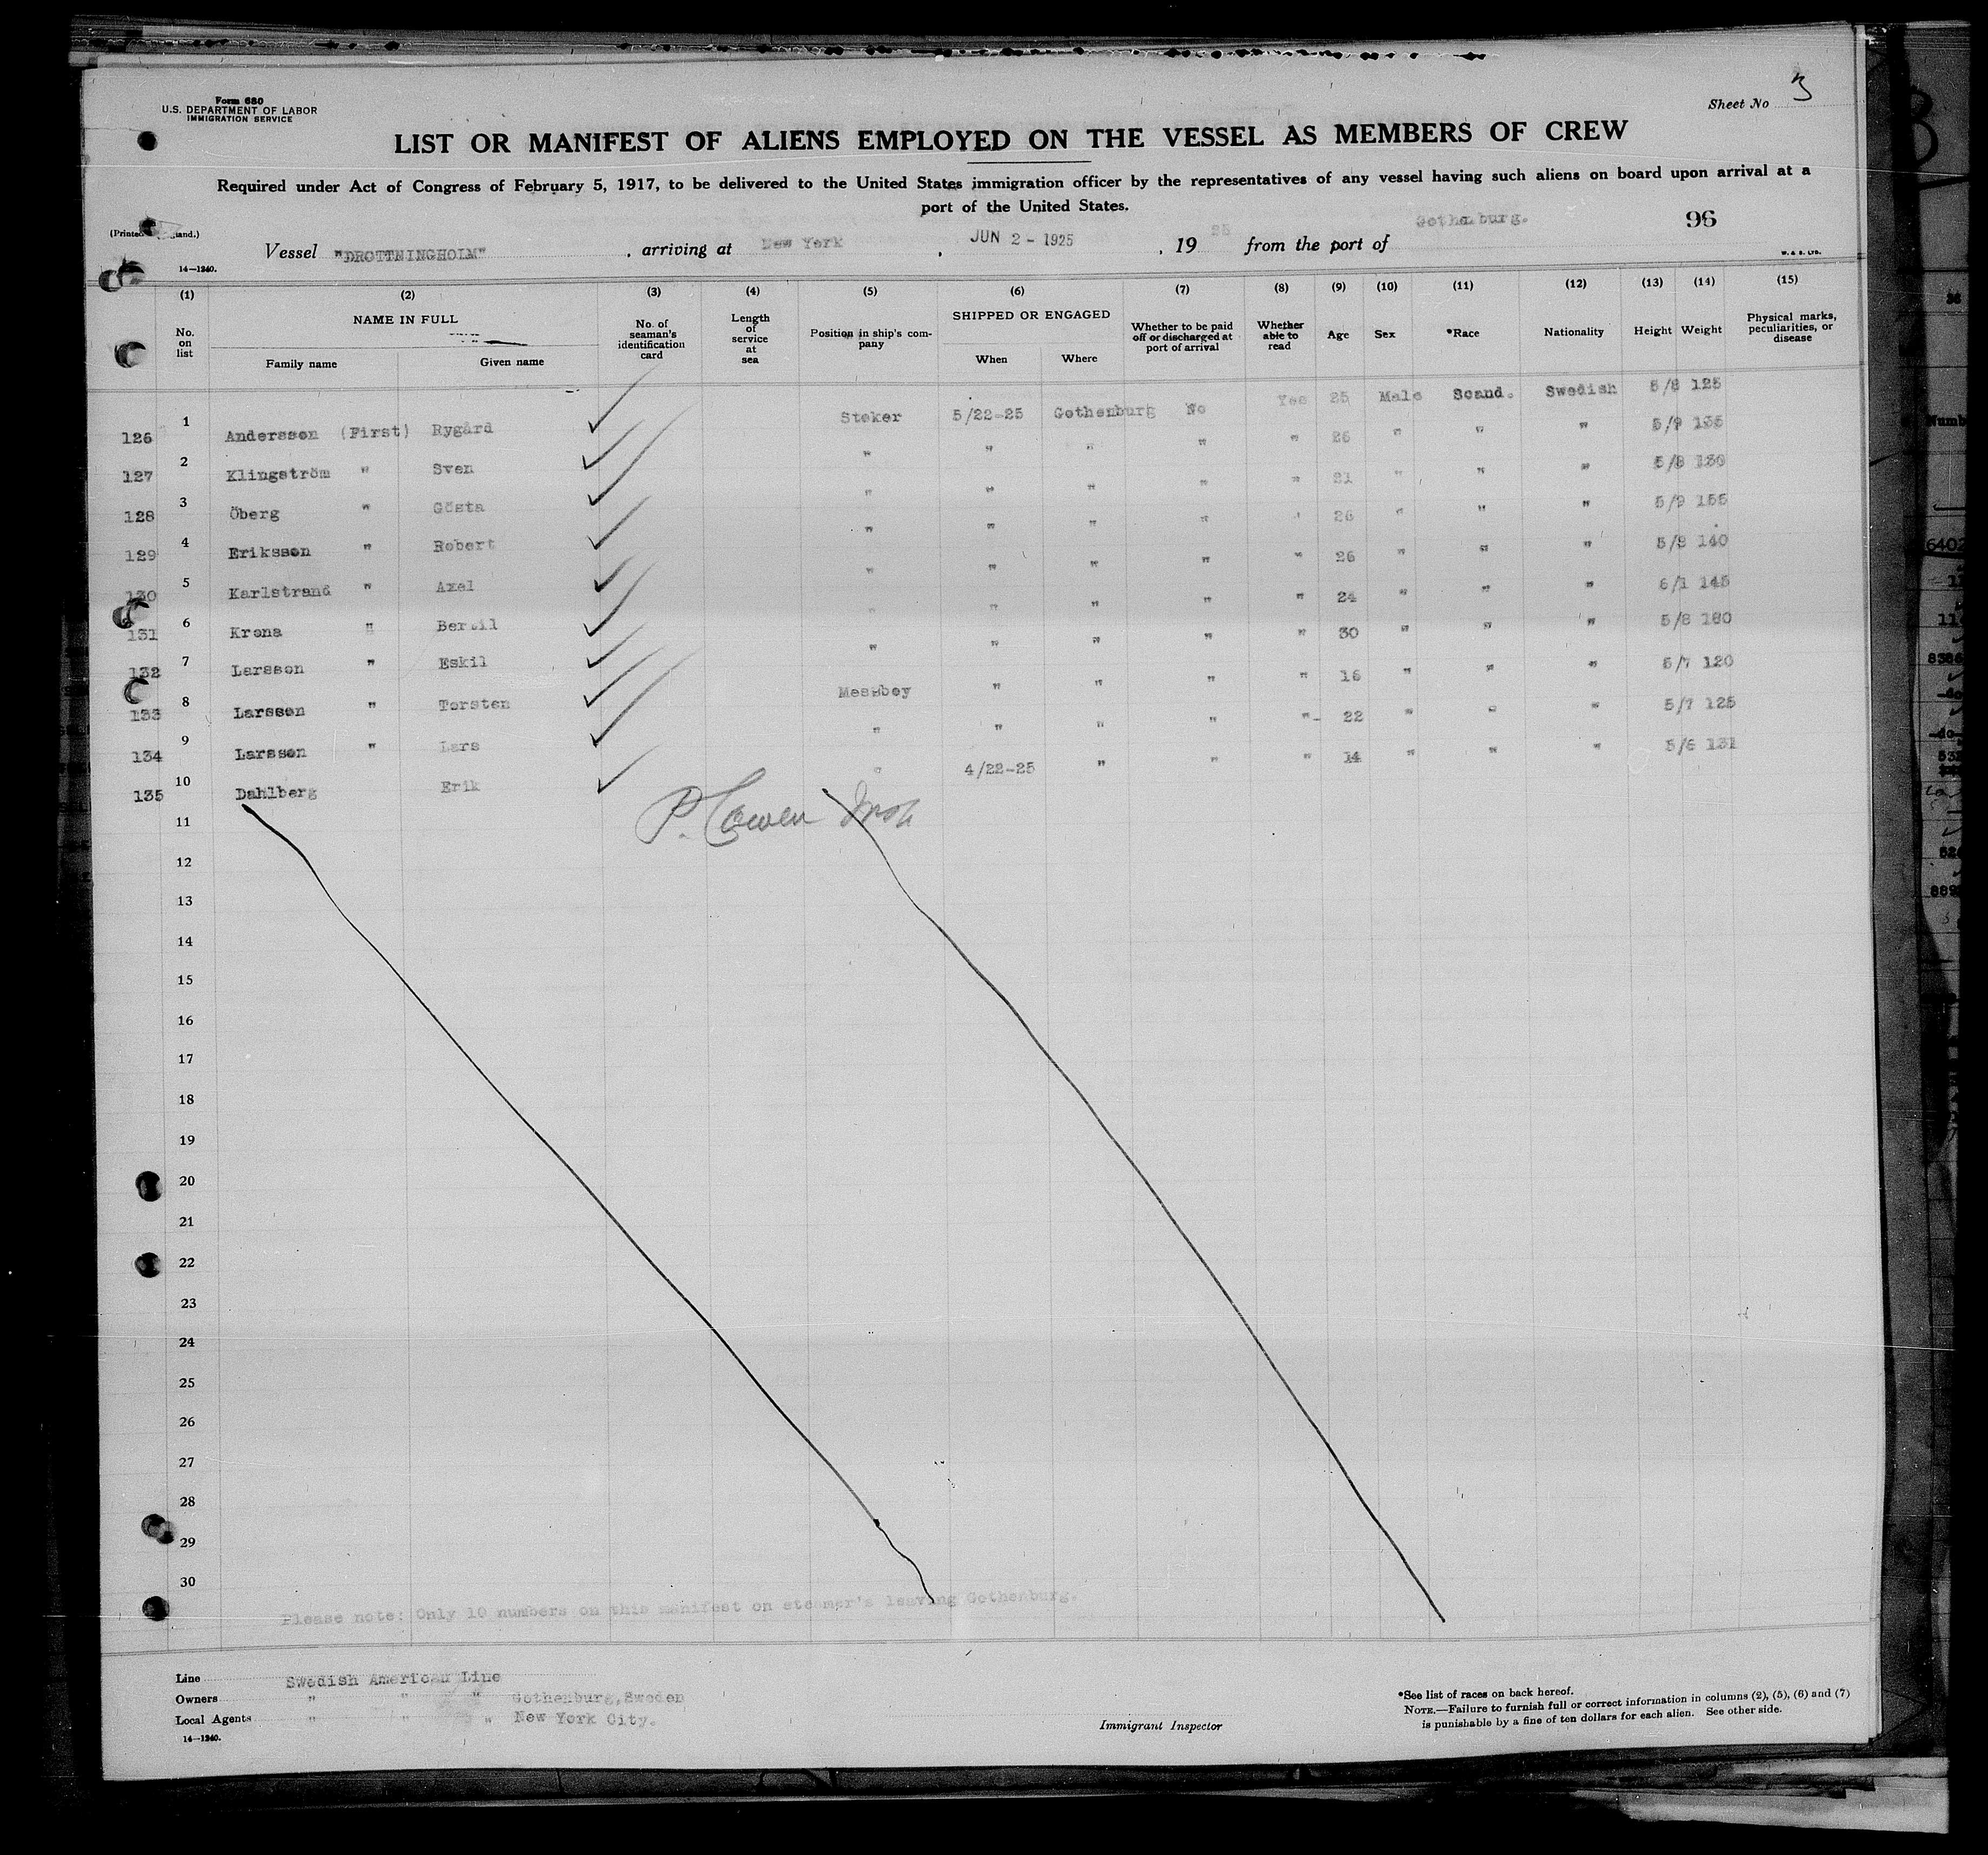 Form 680
U.S. DEPARTMENT OF LABOR
IMMIGRATION SERVICE
Sheet No 3
LIST OR MANIFEST OF ALIENS EMPLOYED ON THE VESSEL AS MEMBERS OF CREW
Required under Act of Congress of February 5, 1917, to be delivered to the United States immigration officer by the representatives of any vessel having such aliens on board upon arrival at a
port of the United States.
96
Vessel "DROTTNINGHOLM", arriving at New York, JUN 2 - 1925, 19 25 from the port of Gothenburg.
14—1240.
W. & S. LTD.
(1) (2) (3) (4) (5) (6) (7) (8) (9) (10) (11) (12) (13) (14) (15)
No. on list
NAME IN FULL
Family name
Given name
No. of seaman's identification card
Length of service at sea
Position in ship's company
SHIPPED OR ENGAGED
When
Where
Whether to be paid off or discharged at port of arrival
Whether able to read
Age
Sex
*Race
Nationality
Height
Weight
Physical marks, peculiarities, or disease
126 1 Andersson (First) Rygård Stoker 5/22-25 Gothenburg No Yes 25 Male Scand. Swedish 5/8 125
127 2 Klingström " Sven " " " " " 26 " " " 5/9 135
128 3 Öberg " Gösta " " " " " 21 " " " 5/8 130
129 4 Eriksson " Robert " " " " " 26 " " " 5/9 155
130 5 Karlstrand " Axel " " " " " 26 " " " 5/8 140
131 6 Krona " Bertil " " " " " 24 " " " 6/1 145
132 7 Larsson " Eskil " " " " " 30 " " " 5/8 180
133 8 Larsson " Torsten Messboy " " " " 16 " " " 5/7 120
134 9 Larsson " Lars " " " " " 22 " " " 5/7 125
135 10 Dahlberg Erik " 4/22-25 " " " 14 " " " 5/6 131
P. Cowen
11
12
13
14
15
16
17
18
19
20
21
22
23
24
25
26
27
28
29
30
Please note: Only 10 numbers on this manifest on steamer's leaving Gothenburg.
Line Swedish American Line
Owners " " " Gothenburg, Sweden
Local Agents " " " New York City.
14—1240.
Immigrant Inspector
*See list of races on back hereof.
NOTE.—Failure to furnish full or correct information in columns (2), (5), (6) and (7)
is punishable by a fine of ten dollars for each alien. See other side.